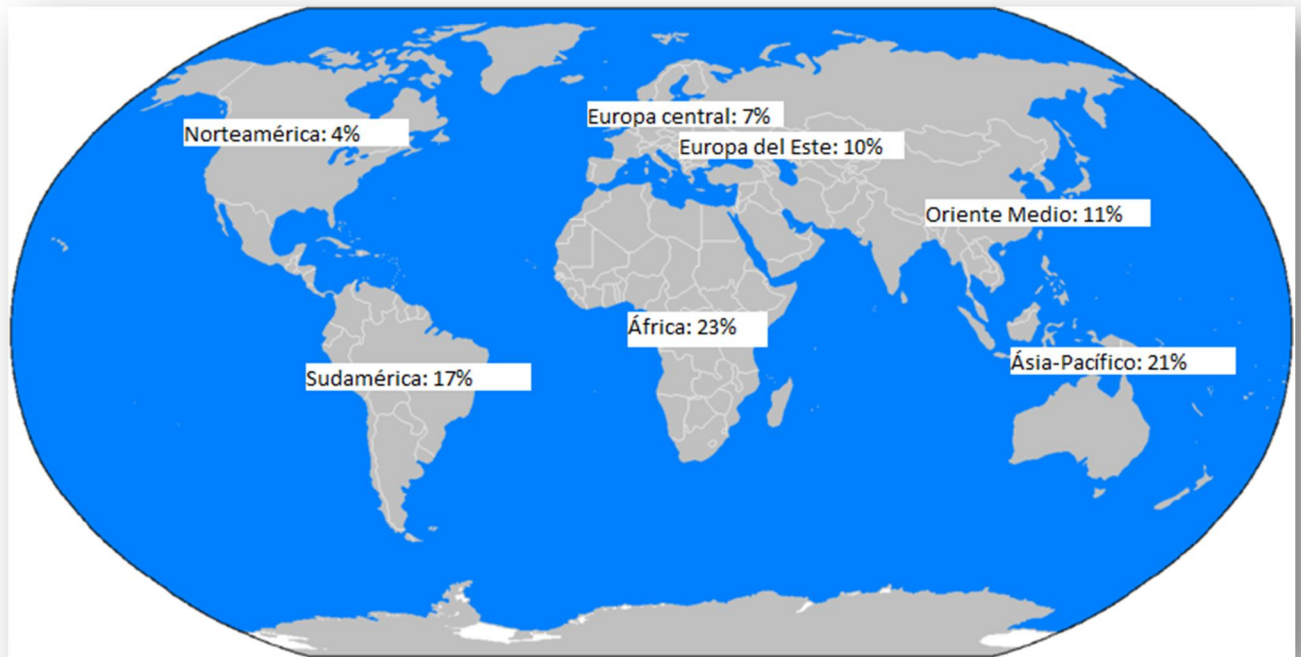 Europa central: 7%
Norteamérica: 4%
Europa del Este: 10%
Oriente Medio: 11%
África: 23%
Ásia-Pacífico: 21%
Sudamérica: 17%